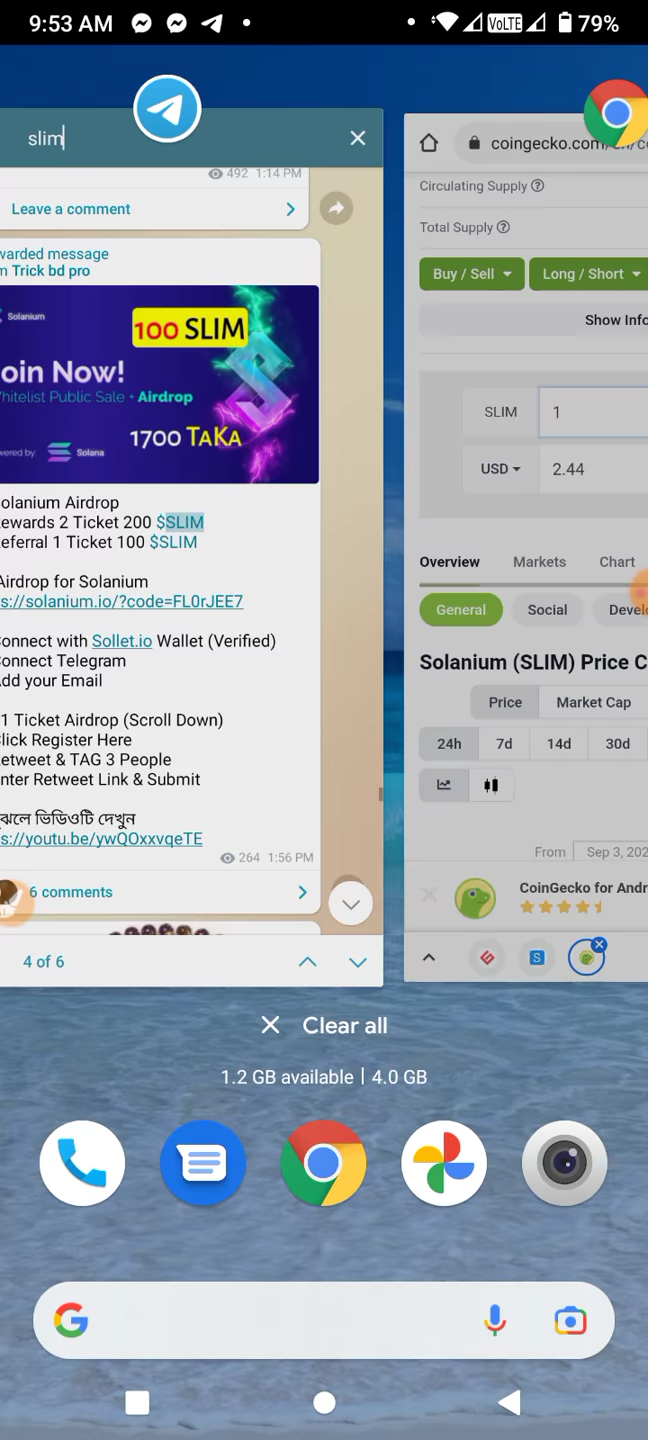 9:53 AM
VoLTE
79%
slim
492 1:14 PM
Leave a comment
warded message
m Trick bd pro
Solanium
100 SLIM
oin Now!
hitelist Public Sale + Airdrop
1700 TaKa
wered by:
Solana
olanium Airdrop
ewards 2 Ticket 200 $SLIM
eferral 1 Ticket 100 $SLIM
Airdrop for Solanium
s://solanium.io/?code=FL0rJEE7
onnect with Sollet.io Wallet (Verified)
onnect Telegram
dd your Email
1 Ticket Airdrop (Scroll Down)
lick Register Here
etweet & TAG 3 People
nter Retweet Link & Submit
ুঝলে ভিডিওটি দেখুন
s://youtu.be/ywQOxxvqeTE
264 1:56 PM
6 comments
4 of 6
coingecko.com/
Circulating Supply
Total Supply
Buy / Sell
Long / Short
Show Info
SLIM
1
USD
2.44
Overview
Markets
Chart
General
Social
Devel
Solanium (SLIM) Price C
Price
Market Cap
24h
7d
14d
30d
From
Sep 3, 202
CoinGecko for Andr
Clear all
1.2 GB available | 4.0 GB